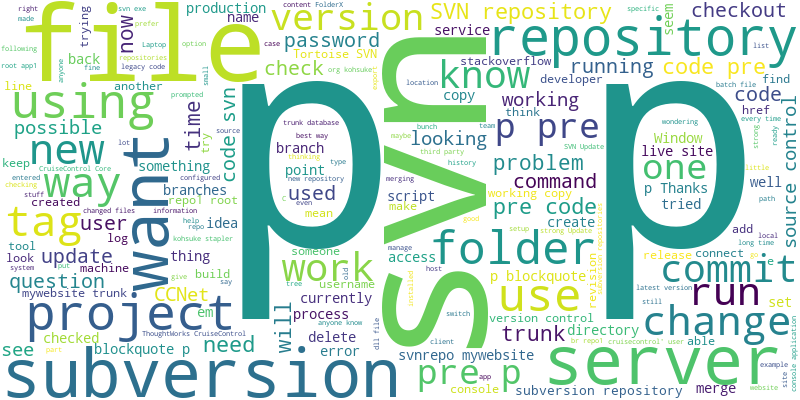 file
p
svn
p
version
SVN repository
repository
checkout
subversion
server
project
want
folder
work
use
change
commit
run
one
know
p pre
pre code
pre p
tag
way
new
using
possible
time
code svn
password
check
Tortoise SVN
production
name
now
trying
back
prefer
right
made
content
FolderX
svn exe
Laptop
option
following
root app1
legacy code
case
repositories
developer
stackoverflow
service
running
code pre
code
find
href
batch file
seem
specific
list
every time
source control
wondering
Window
live site
p Thanks
tried
well
path
working
think
copy
looking
problem
command
working copy
script
make
create
access
branch
used
point
mean
idea
trunk database
best way
thinking
type
new repository
even
configured
prompted
small
source
try
third party
history
merging
maybe
bunch
team
location
SVN Update
ready
strong
little
another
line
anyone
fine
keep
lot
CruiseControl Core
entered
checking
stuff
created
something
branches
repo1 root
changed files
information
user
log
kohsuke stapler
org kohsuke
help
repo
tool
look
system
machine
thing
update
question
mywebsite trunk
CCNet
build
give
say
put
em
see
checked
need
blockquote p
ThoughtWorks CruiseControl
part
will
someone
tree
old
username
currently
process
anyone know
delete
error
dll file
host
switch
client
manage
installed
setup
strong Update
good
p blockquote
version control
trunk
directory
svnrepo mywebsite
console
app
subversion repository
revision
release
connect
add
local
long time
set
latest version
still
br repo1
cruisecontrol' user
able
merge
example
site
website
console application
export